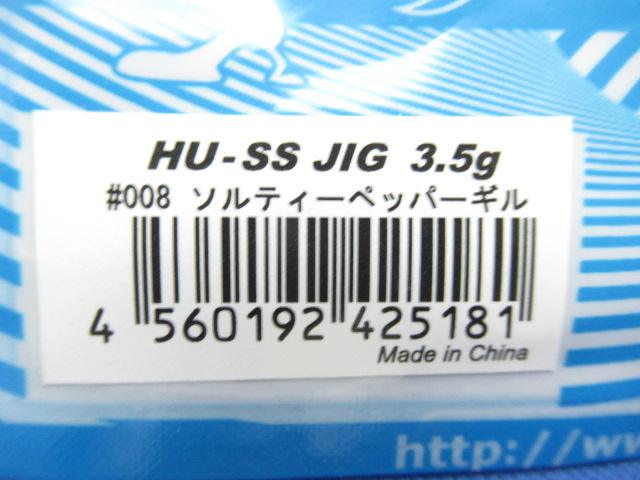 HU-SS JIG 3.5g
#008 ソルティーペッパーギル
4 560192 425181
Made in China
http://ww